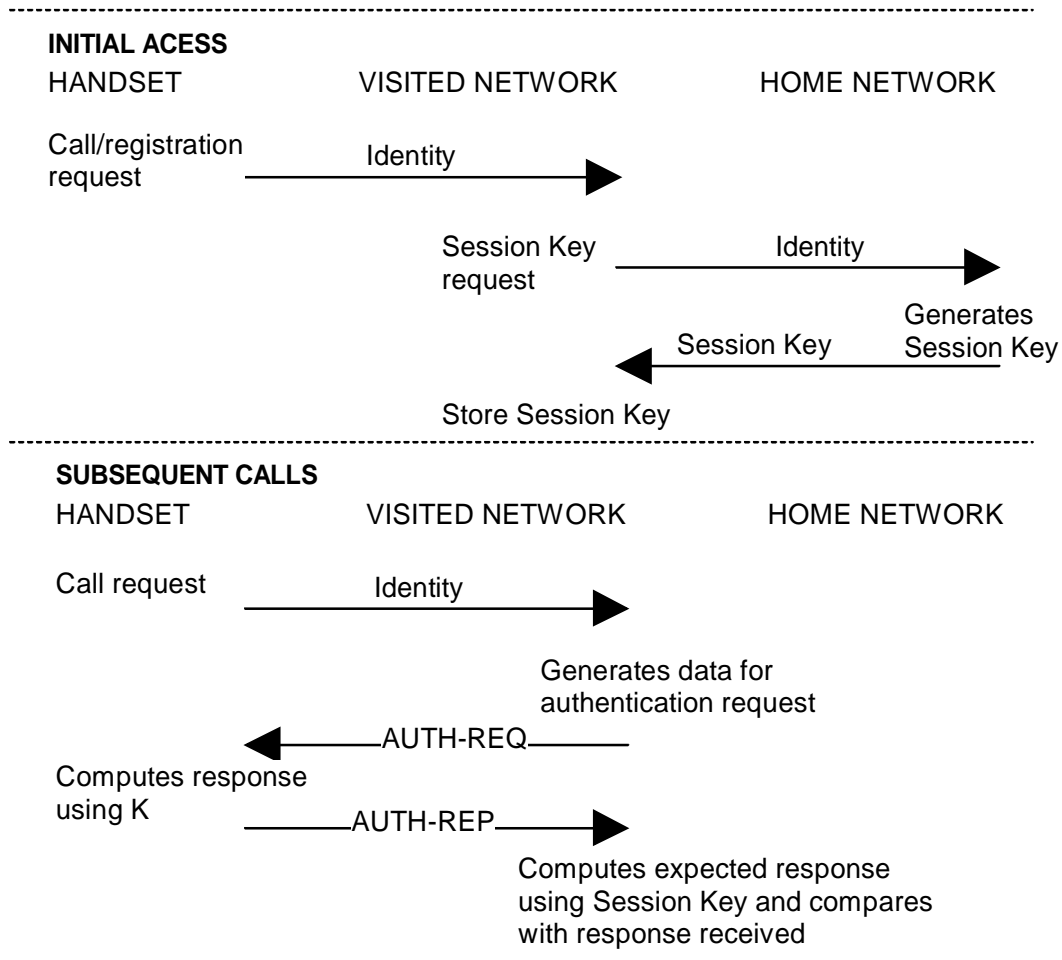 INITIAL ACESS
HANDSET VISITED NETWORK HOME NETWORK
Call/registration
request
Identity
Session Key
request
Identity
Generates
Session Key
Session Key
Store Session Key
SUBSEQUENT CALLS
HANDSET VISITED NETWORK HOME NETWORK
Call request
Identity
Generates data for
authentication request
AUTH-REQ
Computes response
using K
AUTH-REP
Computes expected response
using Session Key and compares
with response received